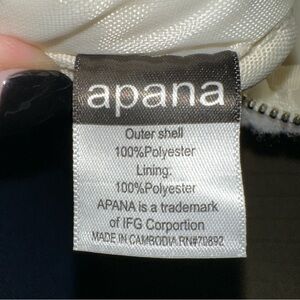 apana
Outer shell
100%Polyester
Lining:
100%Polyester
APANA is a trademark
of IFG Corportion
MADE IN CAMBODIA RN#70892